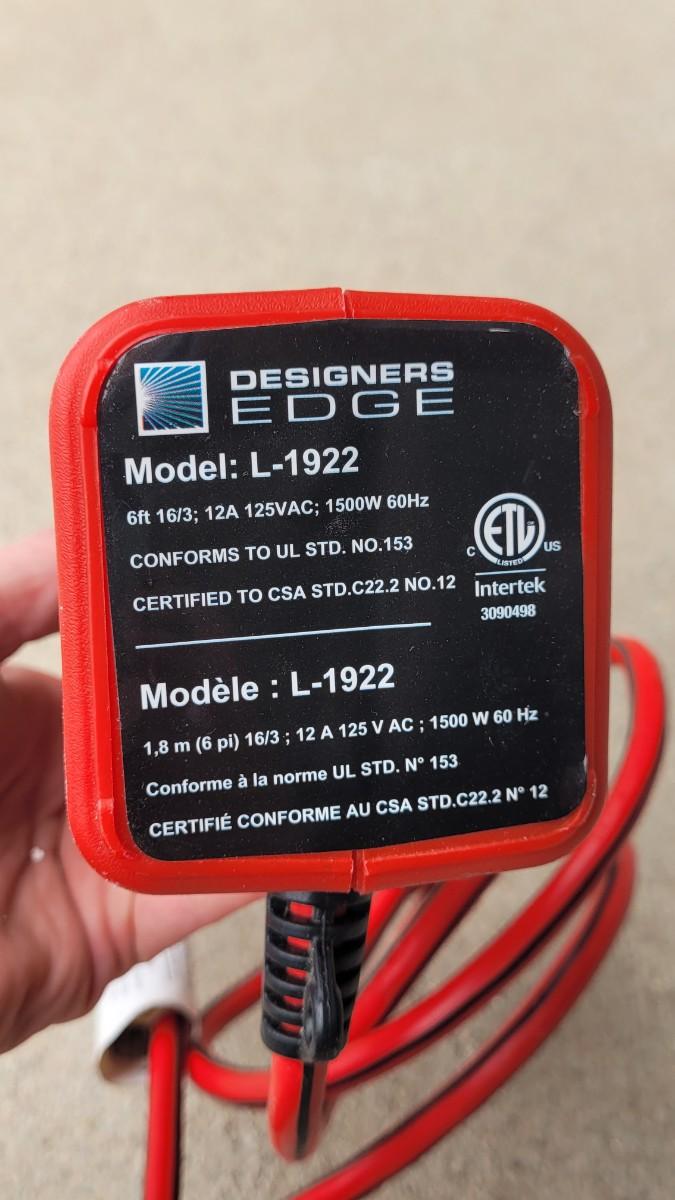 DESIGNERS
EDGE
Model: L-1922
6ft 16/3; 12A 125VAC; 1500W 60Hz
CONFORMS TO UL STD. NO.153
CERTIFIED TO CSA STD.C22.2 NO.12
C ETL US
LISTED
Intertek
3090498
Modèle : L-1922
1,8 m (6 pi) 16/3 ; 12 A 125 V AC ; 1500 W 60 Hz
Conforme à la norme UL STD. N° 153
CERTIFIÉ CONFORME AU CSA STD.C22.2 N° 12